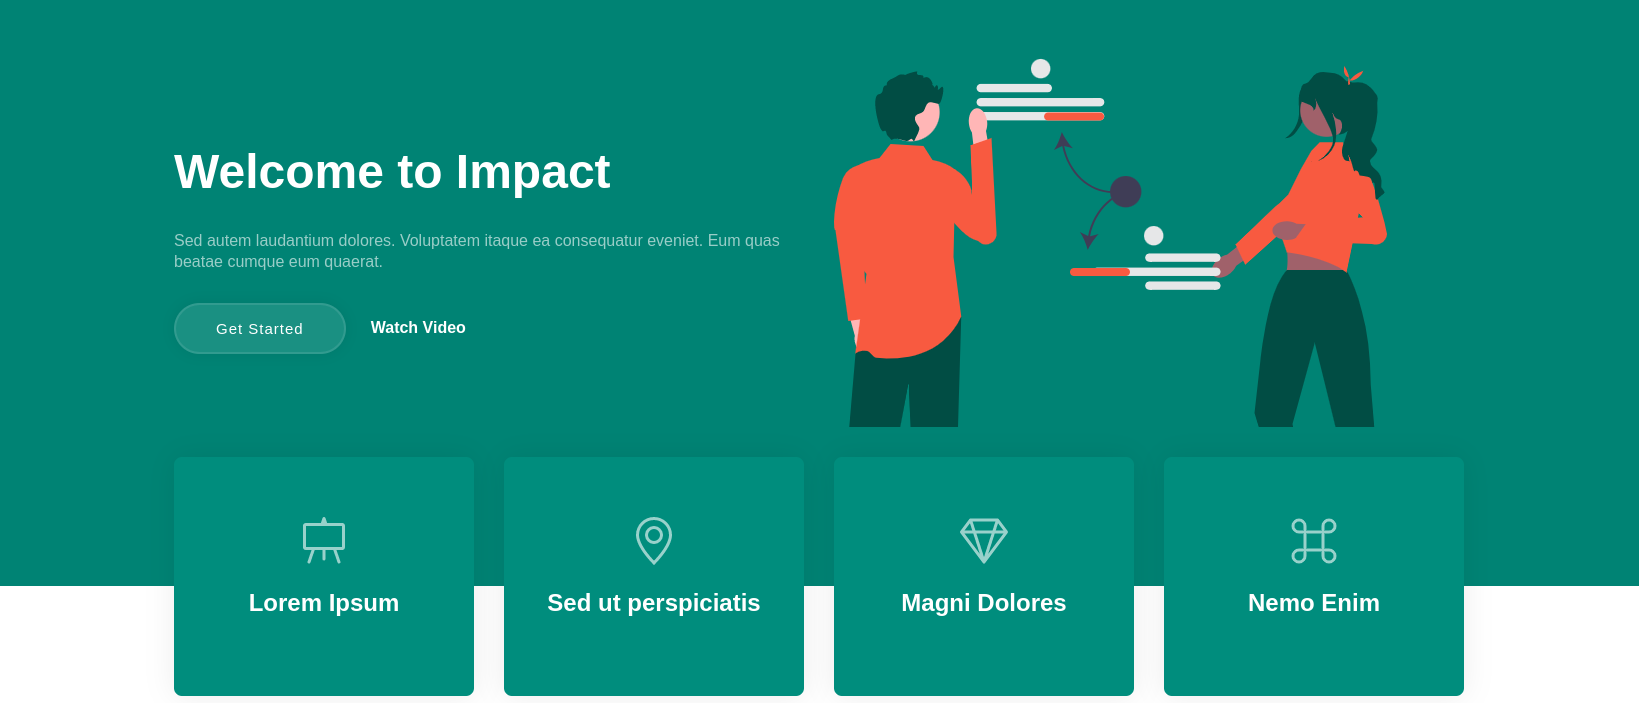 Welcome to Impact
Sed autem laudantium dolores. Voluptatem itaque ea consequatur eveniet. Eum quas
beatae cumque eum quaerat.
Get Started
Watch Video
Lorem Ipsum
Sed ut perspiciatis
Magni Dolores
Nemo Enim